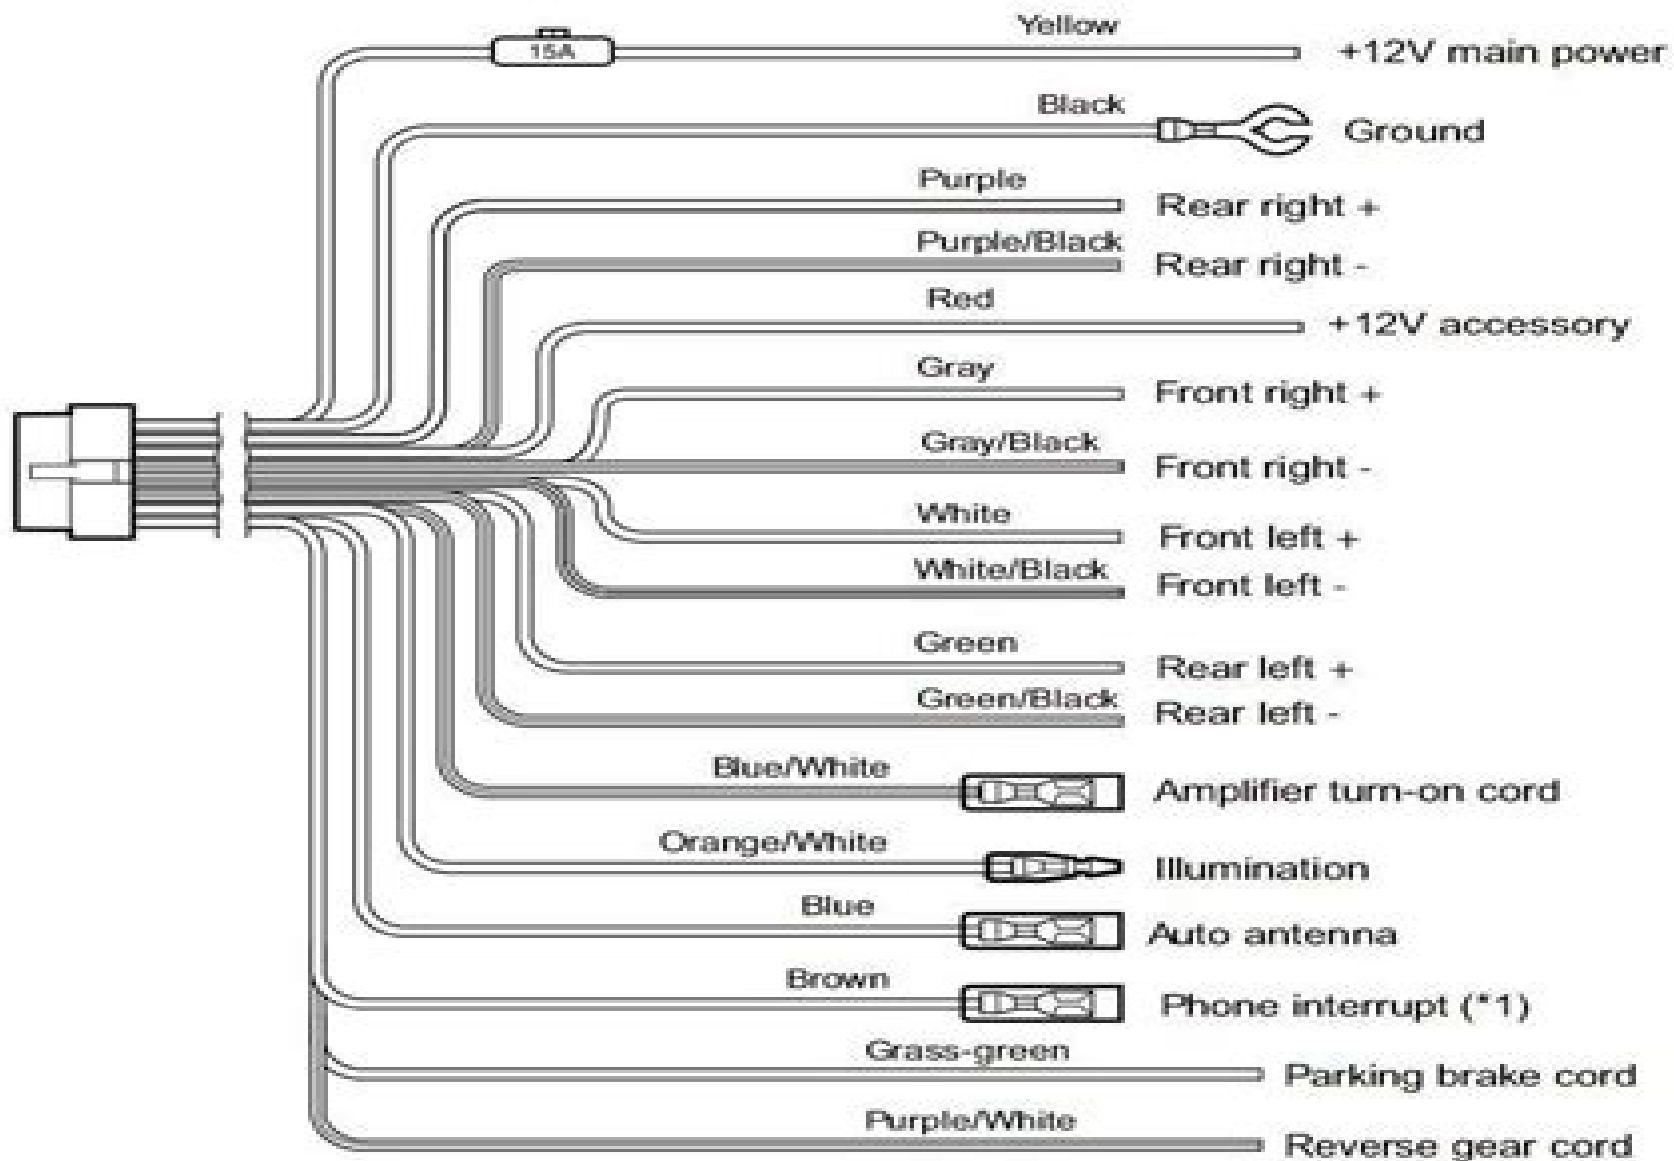 Yellow
15A
+12V main power
Black
Ground
Purple
Rear right +
Purple/Black
Rear right -
Red
+12V accessory
Gray
Front right +
Gray/Black
Front right -
White
Front left +
White/Black
Front left -
Green
Rear left +
Green/Black
Rear left -
Blue/White
Amplifier turn-on cord
Orange/White
Illumination
Blue
Auto antenna
Brown
Phone interrupt (*1)
Grass-green
Parking brake cord
Purple/White
Reverse gear cord